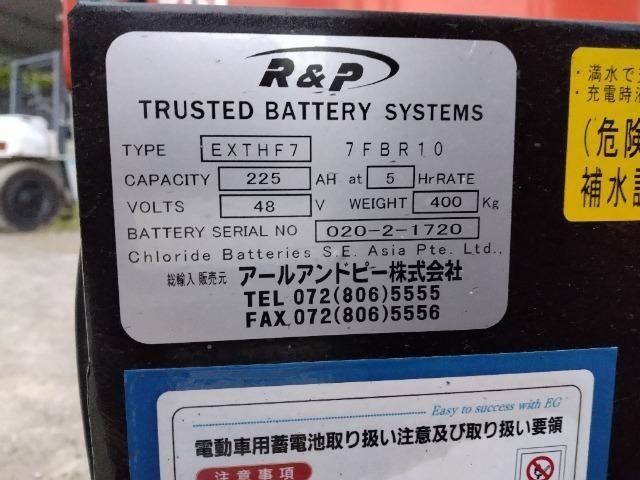 R&P
TRUSTED BATTERY SYSTEMS
TYPE EXTHF7 7FBR10
CAPACITY 225 AH at 5 HrRATE
VOLTS 48 V WEIGHT 400 Kg
BATTERY SERIAL NO 020-2-1720
Chloride Batteries S.E. Asia Pte. Ltd.,
総輸入販売元 アールアンドピー株式会社
TEL 072(806)5555
FAX 072(806)5556
・満水で
・充電時
(危険
補水
Easy to success with EG
電動車用蓄電池取り扱い注意及び取り扱い要領
注意事項